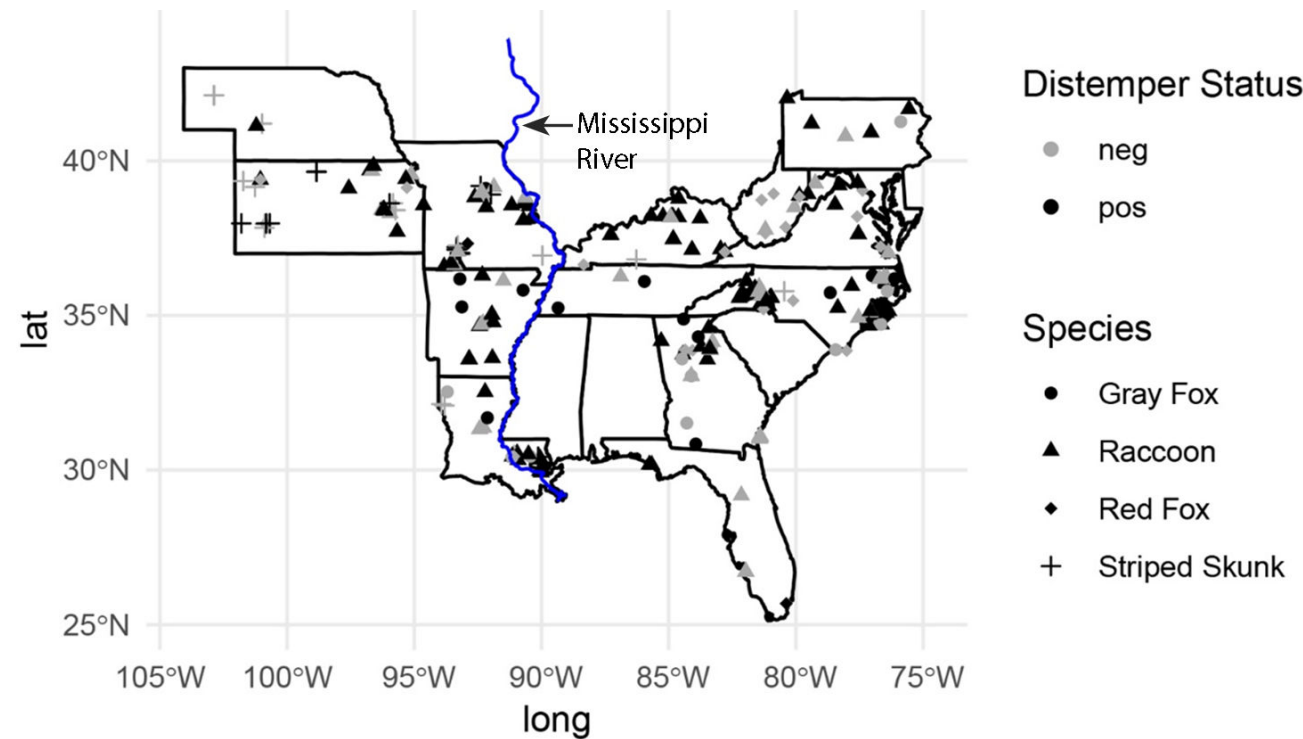 Mississippi
River
40°N
35°N
30°N
25°N
lat
105°W 100°W 95°W 90°W 85°W 80°W 75°W
long
Distemper Status
neg
pos
Species
Gray Fox
Raccoon
Red Fox
Striped Skunk